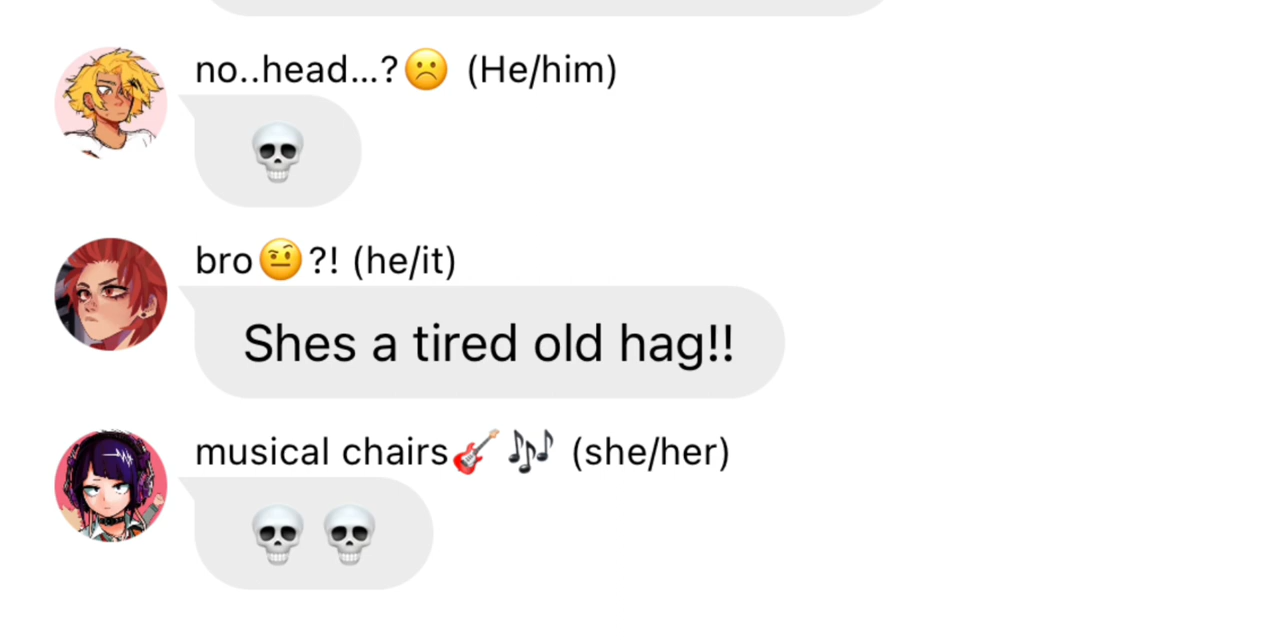 no..head...?☹️ (He/him)
💀
bro🤨?! (he/it)
Shes a tired old hag!!
musical chairs🎸🎶 (she/her)
💀💀